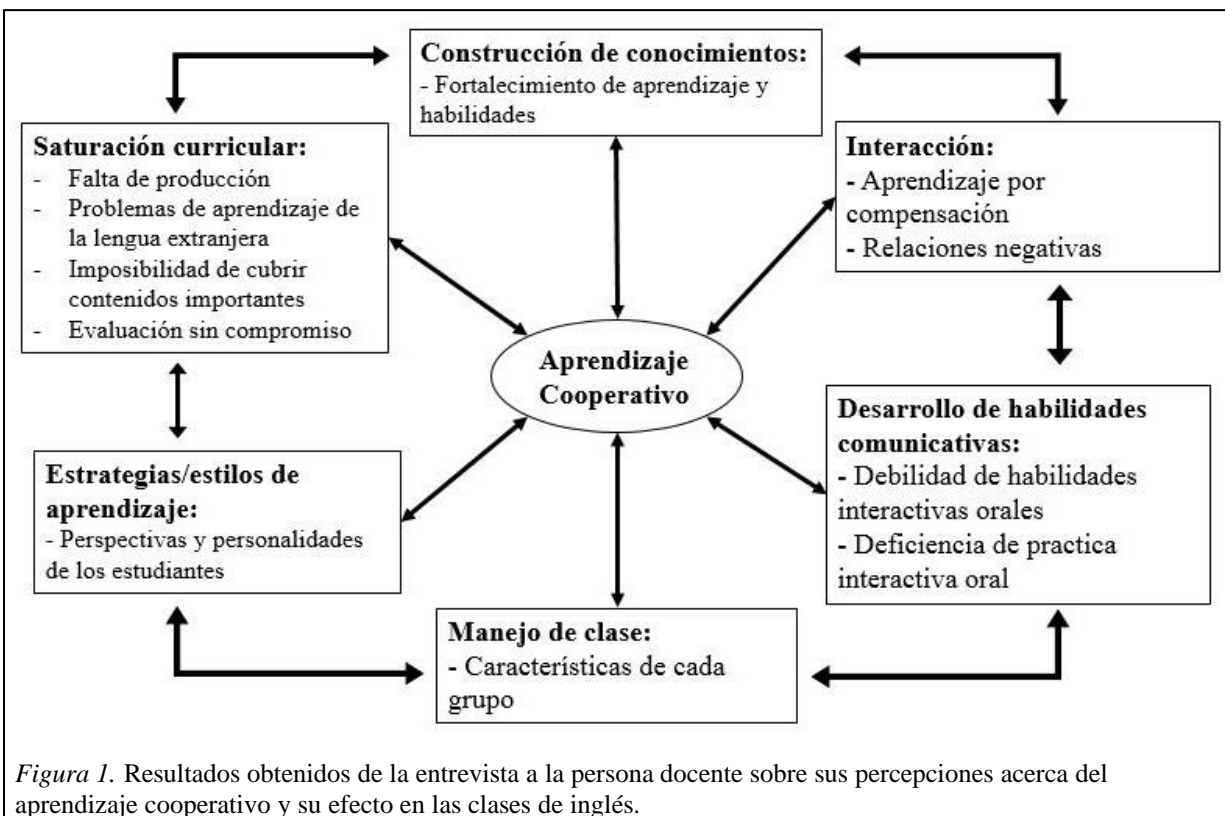 Construcción de conocimientos:
- Fortalecimiento de aprendizaje y
habilidades
Saturación curricular:
- Falta de producción
- Problemas de aprendizaje de
la lengua extranjera
- Imposibilidad de cubrir
contenidos importantes
- Evaluación sin compromiso
Interacción:
- Aprendizaje por
compensación
- Relaciones negativas
Aprendizaje
Cooperativo
Estrategias/estilos de
aprendizaje:
- Perspectivas y personalidades
de los estudiantes
Desarrollo de habilidades
comunicativas:
- Debilidad de habilidades
interactivas orales
- Deficiencia de practica
interactiva oral
Manejo de clase:
- Características de cada
grupo
Figura 1. Resultados obtenidos de la entrevista a la persona docente sobre sus percepciones acerca del
aprendizaje cooperativo y su efecto en las clases de inglés.